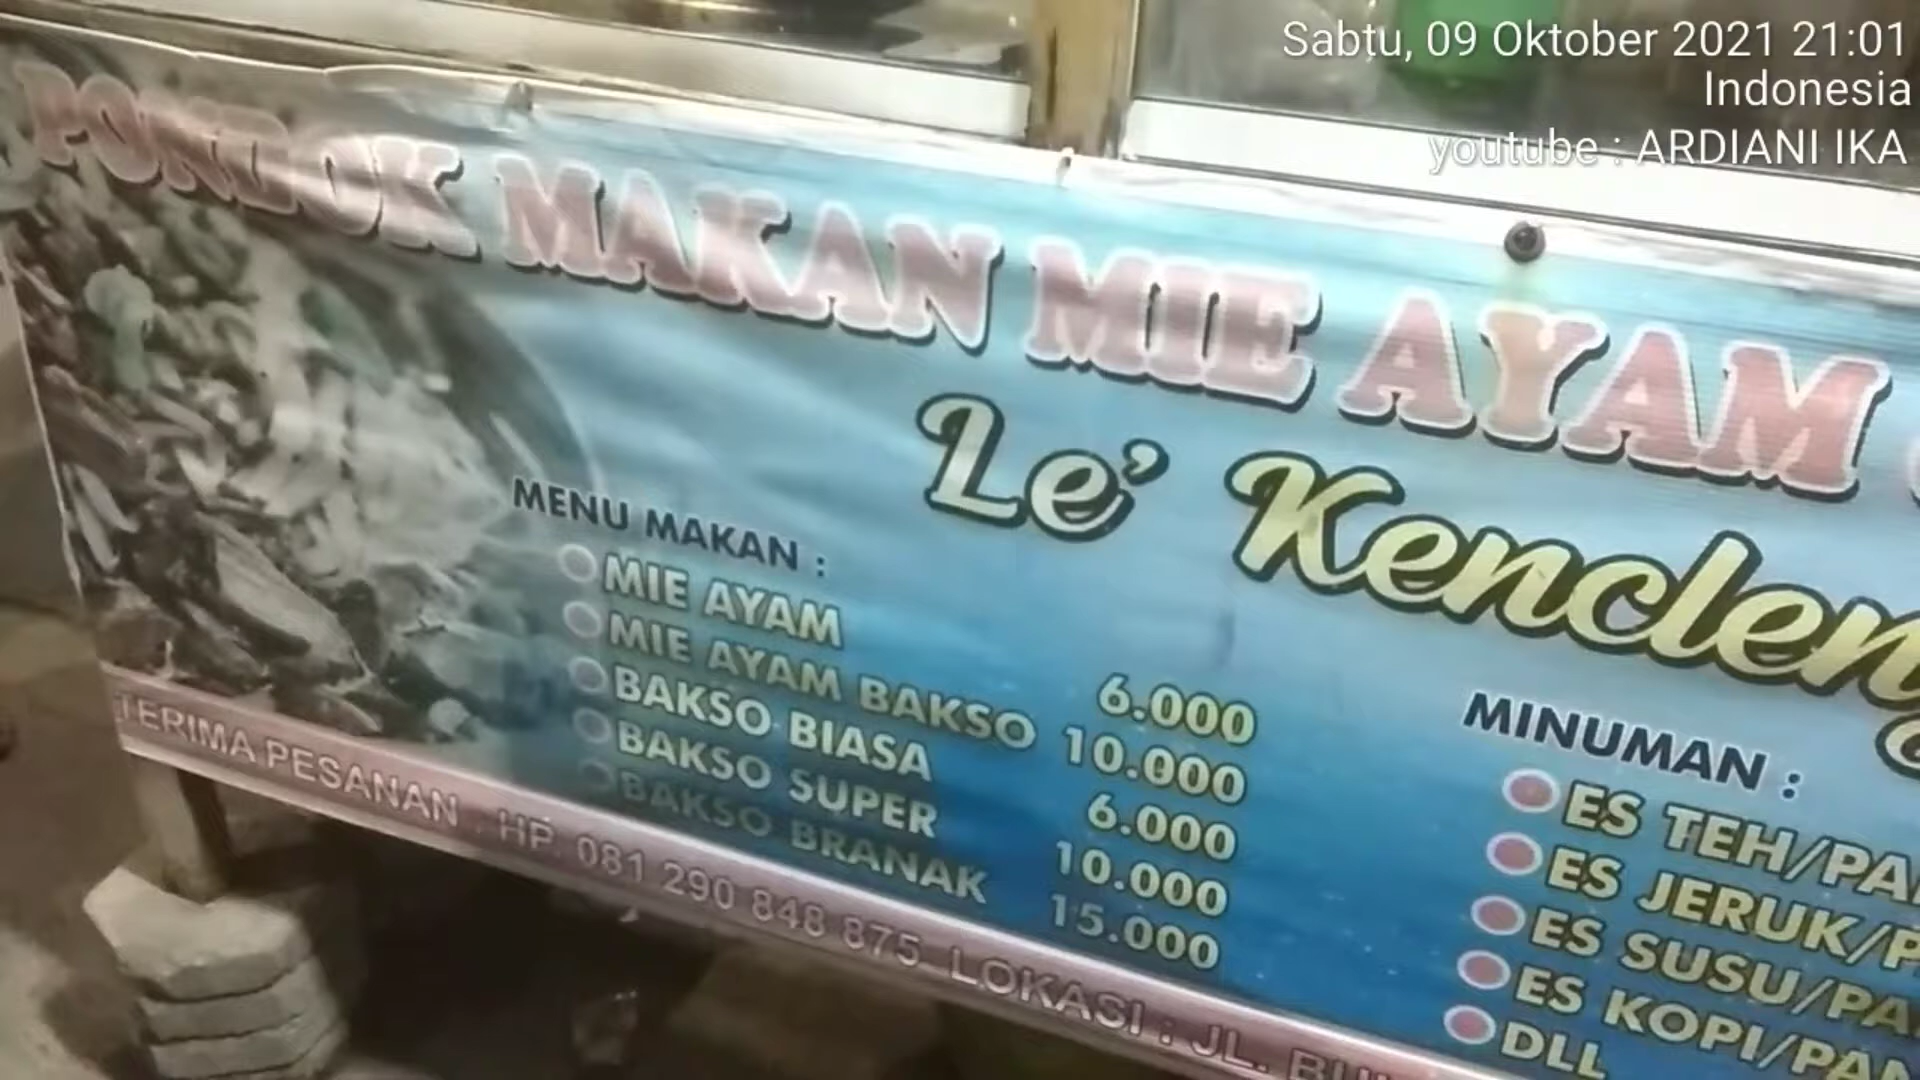 Sabtu, 09 Oktober 2021 21:01
Indonesia
youtube : ARDIANI IKA
PONDOK MAKAN MIE AYAM
Le' Kenceng
MENU MAKAN :
MIE AYAM 6.000
MIE AYAM BAKSO 10.000
BAKSO BIASA 6.000
BAKSO SUPER 10.000
BAKSO BRANAK 15.000
MINUMAN :
ES TEH/PA
ES JERUK/P
ES SUSU/PA
ES KOPI/PAN
DLL
TERIMA PESANAN HP. 081 290 848 875 LOKASI : JL.